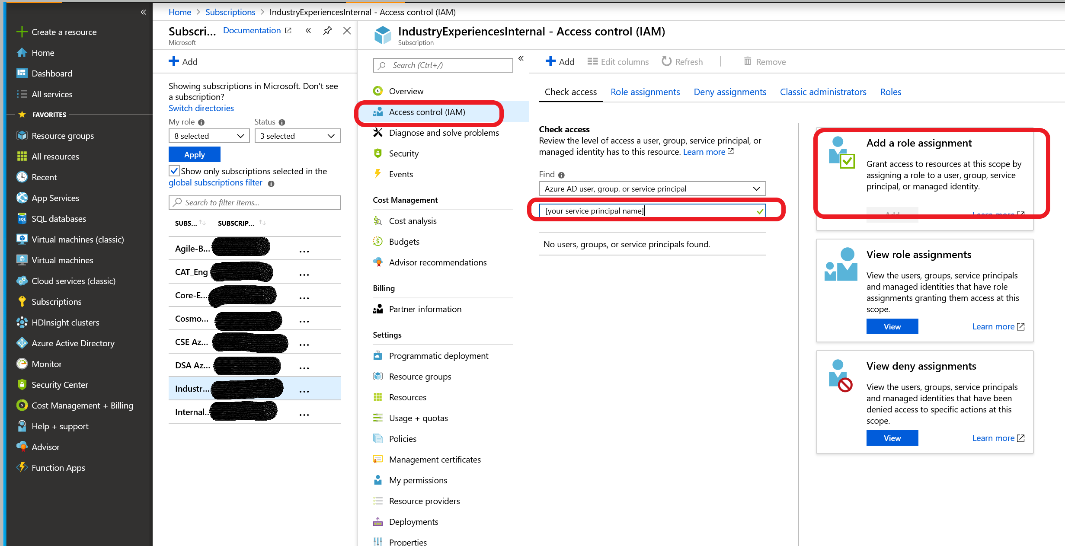 «
Create a resource
Home
Dashboard
All services
FAVORITES
Resource groups
All resources
Recent
App Services
SQL databases
Virtual machines (classic)
Virtual machines
Cloud services (classic)
Subscriptions
HDInsight clusters
Azure Active Directory
Monitor
Security Center
Cost Management + Billing
Help + support
Advisor
Function Apps
Home > Subscriptions > IndustryExperiencesInternal - Access control (IAM)
Subscri... Documentation «
Microsoft
Add
Showing subscriptions in Microsoft. Don't see
a subscription?
Switch directories
My role Status
8 selected 3 selected
Apply
Show only subscriptions selected in the
global subscriptions filter
Search to filter items...
SUBS... SUBSCRIP...
Agile-B... ...
CAT_Eng ...
Core-E... ...
Cosmo... ...
CSE Az... ...
DSA Az... ...
Industr... ...
Internal... ...
IndustryExperiencesInternal - Access control (IAM)
Subscription
Search (Ctrl+/)
«
Overview
Access control (IAM)
Diagnose and solve problems
Security
Events
Cost Management
Cost analysis
Budgets
Advisor recommendations
Billing
Partner information
Settings
Programmatic deployment
Resource groups
Resources
Usage + quotas
Policies
Management certificates
My permissions
Resource providers
Deployments
Properties
Add Edit columns Refresh Remove
Check access Role assignments Deny assignments Classic administrators Roles
Check access
Review the level of access a user, group, service principal, or
managed identity has to this resource. Learn more
Find
Azure AD user, group, or service principal
[your service principal name]
No users, groups, or service principals found.
Add a role assignment
Grant access to resources at this scope by
assigning a role to a user, group, service
principal, or managed identity.
Add Learn more
View role assignments
View the users, groups, service principals
and managed identities that have role
assignments granting them access at this
scope.
View Learn more
View deny assignments
View the users, groups, service principals
and managed identities that have been
denied access to specific actions at this
scope.
View Learn more